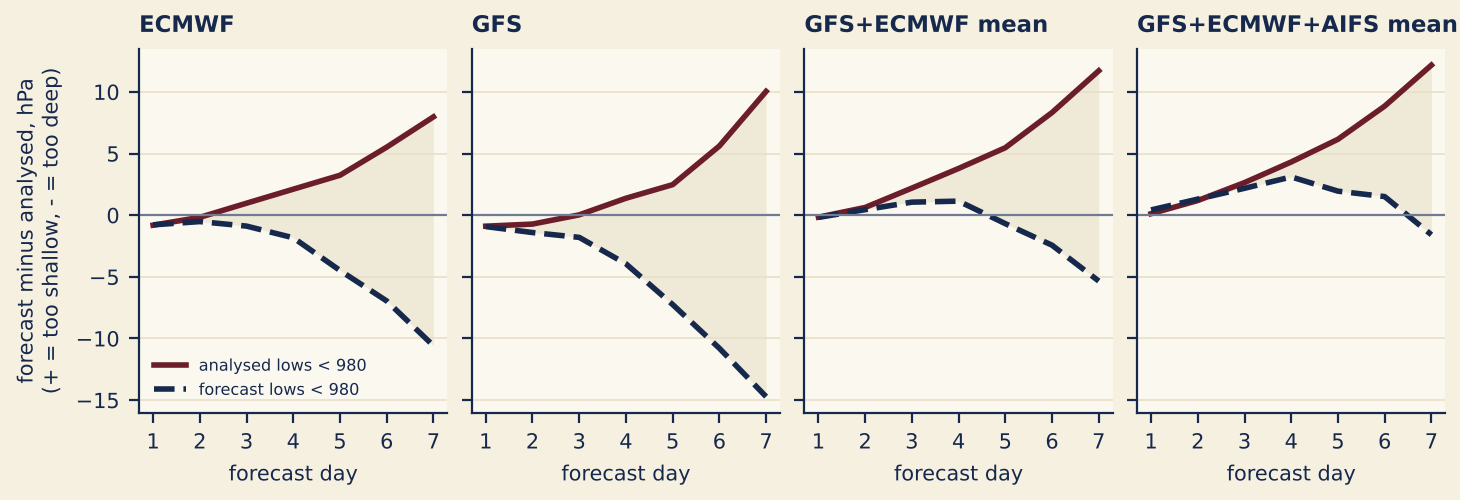 ECMWF
GFS
GFS+ECMWF mean
GFS+ECMWF+AIFS mean
forecast minus analysed, hPa
(+ = too shallow, - = too deep)
10
5
0
−5
−10
−15
analysed lows < 980
forecast lows < 980
1 2 3 4 5 6 7
1 2 3 4 5 6 7
1 2 3 4 5 6 7
1 2 3 4 5 6 7
forecast day
forecast day
forecast day
forecast day